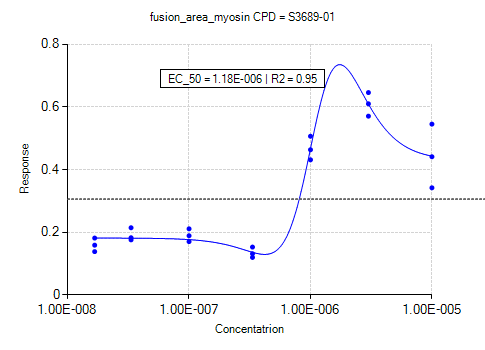 fusion_area_myosin CPD = S3689-01
0.8
EC_50 = 1.18E-006 | R2 = 0.95
0.6
Response
0.4
0.2
0
1.00E-008 1.00E-007 1.00E-006 1.00E-005
Concentatrion